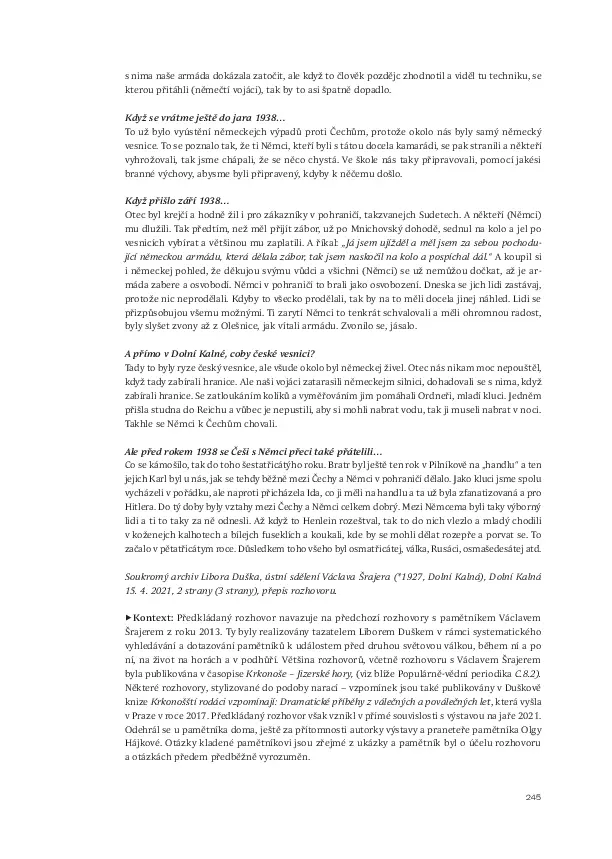 s nima naše armáda dokázala zatočit, ale když to člověk pozdějc zhodnotil a viděl tu techniku, se
kterou přitáhli (němečtí vojáci), tak by to asi špatně dopadlo.
Když se vrátme ještě do jara 1938…
To už bylo vyústění německejch výpadů proti Čechům, protože okolo nás byly samý německý
vesnice. To se poznalo tak, že ti Němci, kteří byli s tátou docela kamarádi, se pak stranili a někteří
vyhrožovali, tak jsme chápali, že se něco chystá. Ve škole nás taky připravovali, pomocí jakési
branné výchovy, abysme byli připravený, kdyby k něčemu došlo.
Když přišlo září 1938…
Otec byl krejčí a hodně žil i pro zákazníky v pohraničí, takzvanejch Sudetech. A někteří (Němci)
mu dlužili. Tak předtím, než měl přijít zábor, už po Mnichovský dohodě, sednul na kolo a jel po
vesnicích vybírat a většinou mu zaplatili. A říkal: „Já jsem ujížděl a měl jsem za sebou pochodu-
jící německou armádu, která dělala zábor, tak jsem naskočil na kolo a pospíchal dál." A koupil si
i německej pohled, že děkujou svýmu vůdci a všichni (Němci) se už nemůžou dočkat, až je ar-
máda zabere a osvobodí. Němci v pohraničí to brali jako osvobození. Dneska se jich lidi zastávaj,
protože nic neprodělali. Kdyby to všecko prodělali, tak by na to měli docela jinej náhled. Lidi se
přizpůsobujou všemu možnými. Ti zarytí Němci to tenkrát schvalovali a měli ohromnou radost,
byly slyšet zvony až z Olešnice, jak vítali armádu. Zvonilo se, jásalo.
A přímo v Dolní Kalné, coby české vesnici?
Tady to byly ryze český vesnice, ale všude okolo byl německej živel. Otec nás nikam moc nepouštěl,
když tady zabírali hranice. Ale naši vojáci zatarasili německejm silnici, dohadovali se s nima, když
zabírali hranice. Se zatloukáním kolíků a vyměřováním jim pomáhali Ordneři, mladí kluci. Jedněm
přišla studna do Reichu a vůbec je nepustili, aby si mohli nabrat vodu, tak ji museli nabrat v noci.
Takhle se Němci k Čechům chovali.
Ale před rokem 1938 se Češi s Němci přeci také přátelili…
Co se kámošilo, tak do toho šestatřicátýho roku. Bratr byl ještě ten rok v Pilníkově na „handlu" a ten
jejich Karl byl u nás, jak se tehdy běžně mezi Čechy a Němci v pohraničí dělalo. Jako kluci jsme spolu
vycházeli v pořádku, ale naproti přicházela Ida, co ji měli na handlu a ta už byla zfanatizovaná a pro
Hitlera. Do tý doby byly vztahy mezi Čechy a Němci celkem dobrý. Mezi Němcema byli taky výborný
lidi a ti to taky za ně odnesli. Až když to Henlein rozeštval, tak to do nich vlezlo a mladý chodili
v koženejch kalhotech a bílejch fuseklích a koukali, kde by se mohli dělat rozepře a porvat se. To
začalo v pětatřicátym roce. Důsledkem toho všeho byl osmatřicátej, válka, Rusáci, osmašedesátej atd.
Soukromý archiv Libora Duška, ústní sdělení Václava Šrajera (*1927, Dolní Kalná), Dolní Kalná
15. 4. 2021, 2 strany (3 strany), přepis rozhovoru.
▶ Kontext: Předkládaný rozhovor navazuje na předchozí rozhovory s pamětníkem Václavem
Šrajerem z roku 2013. Ty byly realizovány tazatelem Liborem Duškem v rámci systematického
vyhledávání a dotazování pamětníků k událostem před druhou světovou válkou, během ní a po
ní, na život na horách a v podhůří. Většina rozhovorů, včetně rozhovoru s Václavem Šrajerem
byla publikována v časopise Krkonoše – Jizerské hory, (viz blíže Populárně-vědní periodika C.8.2).
Některé rozhovory, stylizované do podoby narací – vzpomínek jsou také publikovány v Duškově
knize Krkonošští rodáci vzpomínají: Dramatické příběhy z válečných a poválečných let, která vyšla
v Praze v roce 2017. Předkládaný rozhovor však vznikl v přímé souvislosti s výstavou na jaře 2021.
Odehrál se u pamětníka doma, ještě za přítomnosti autorky výstavy a praneteře pamětníka Olgy
Hájkové. Otázky kladené pamětníkovi jsou zřejmé z ukázky a pamětník byl o účelu rozhovoru
a otázkách předem předběžně vyrozuměn.
245